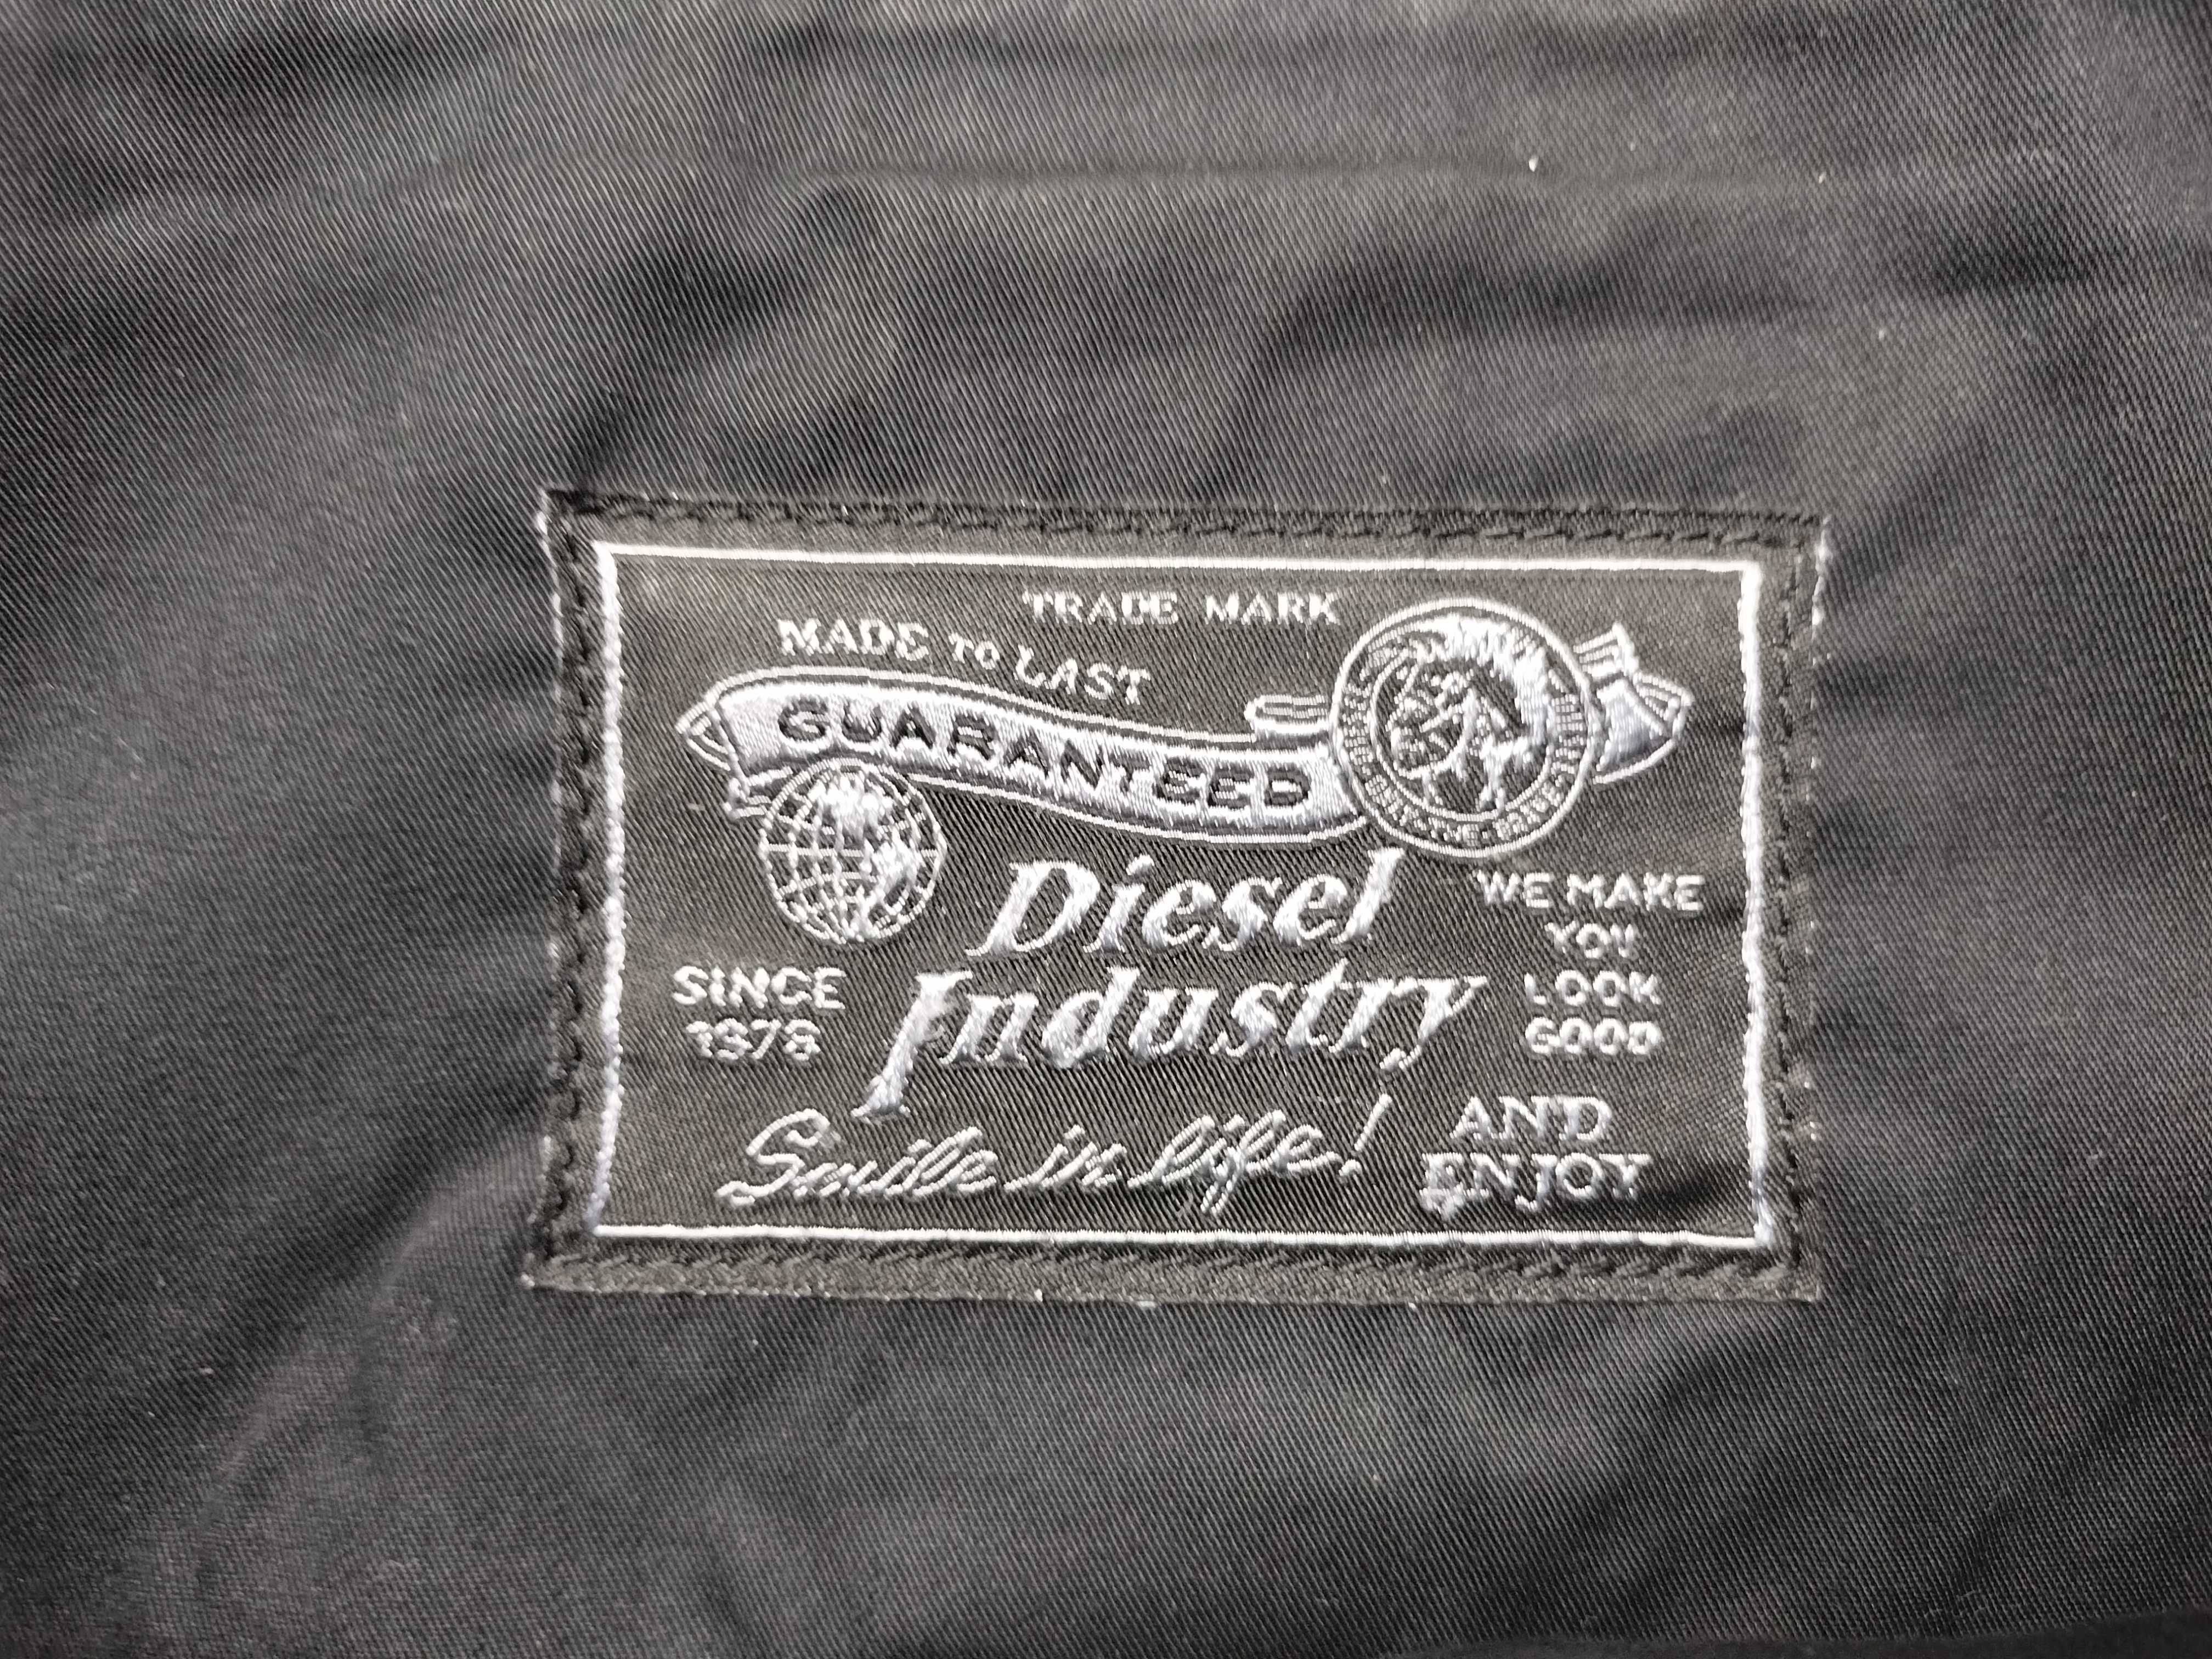 TRADE MARK
MADE TO LAST
GUARANTEED
Diesel
Industry
SINCE
1978
WE MAKE
YOU
LOOK
GOOD
Smile in life!
AND
ENJOY